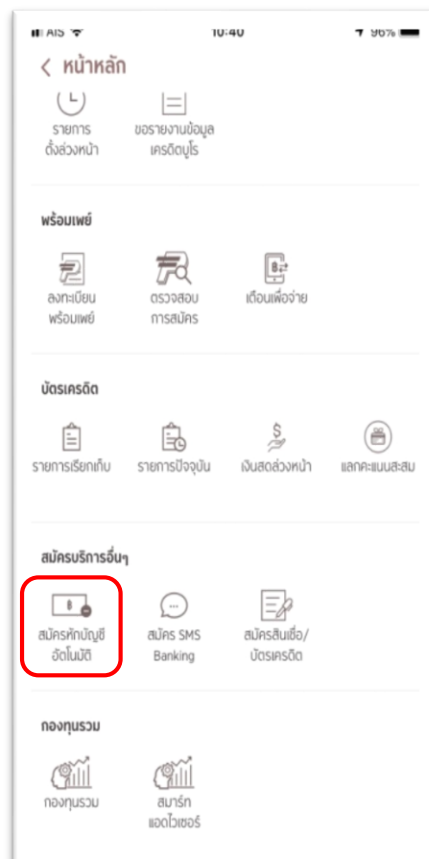 AIS 10:40 96%
< หน้าหลัก
รายการ ขอรายงานข้อมูล
ตั้งล่วงหน้า เครดิตบูโร
พร้อมเพย์
ลงทะเบียน ตรวจสอบ เตือนเพื่อจ่าย
พร้อมเพย์ การสมัคร
บัตรเครดิต
รายการเรียกเก็บ รายการปัจจุบัน เงินสดล่วงหน้า แลกคะแนนสะสม
สมัครบริการอื่นๆ
สมัครหักบัญชี สมัคร SMS สมัครสินเชื่อ/
อัตโนมัติ Banking บัตรเครดิต
กองทุนรวม
กองทุนรวม สมาร์ท
แอดไวเซอร์